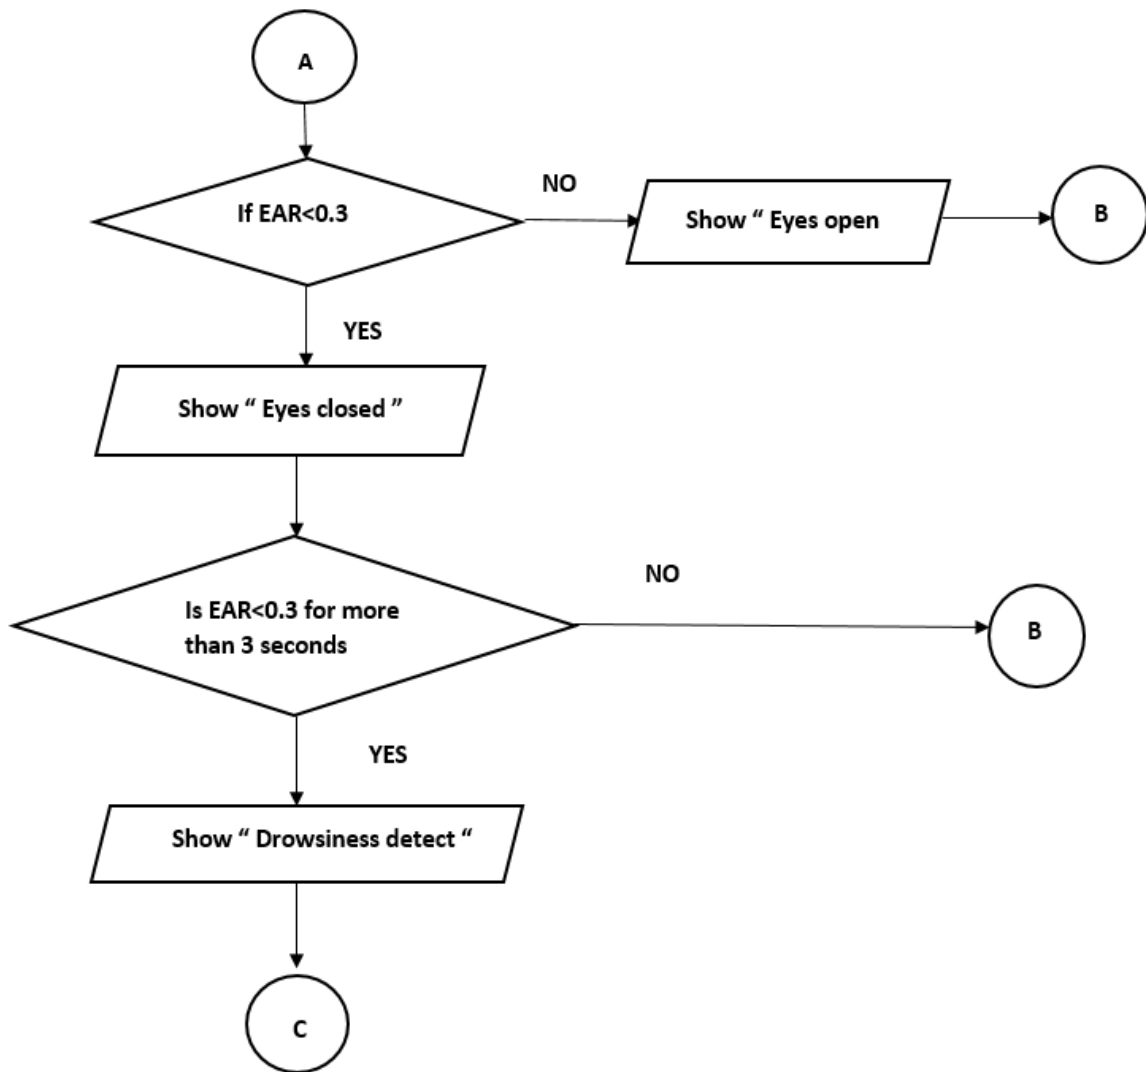 A
If EAR<0.3
NO
Show “ Eyes open
B
YES
Show “ Eyes closed ”
Is EAR<0.3 for more
than 3 seconds
NO
B
YES
Show “ Drowsiness detect “
C